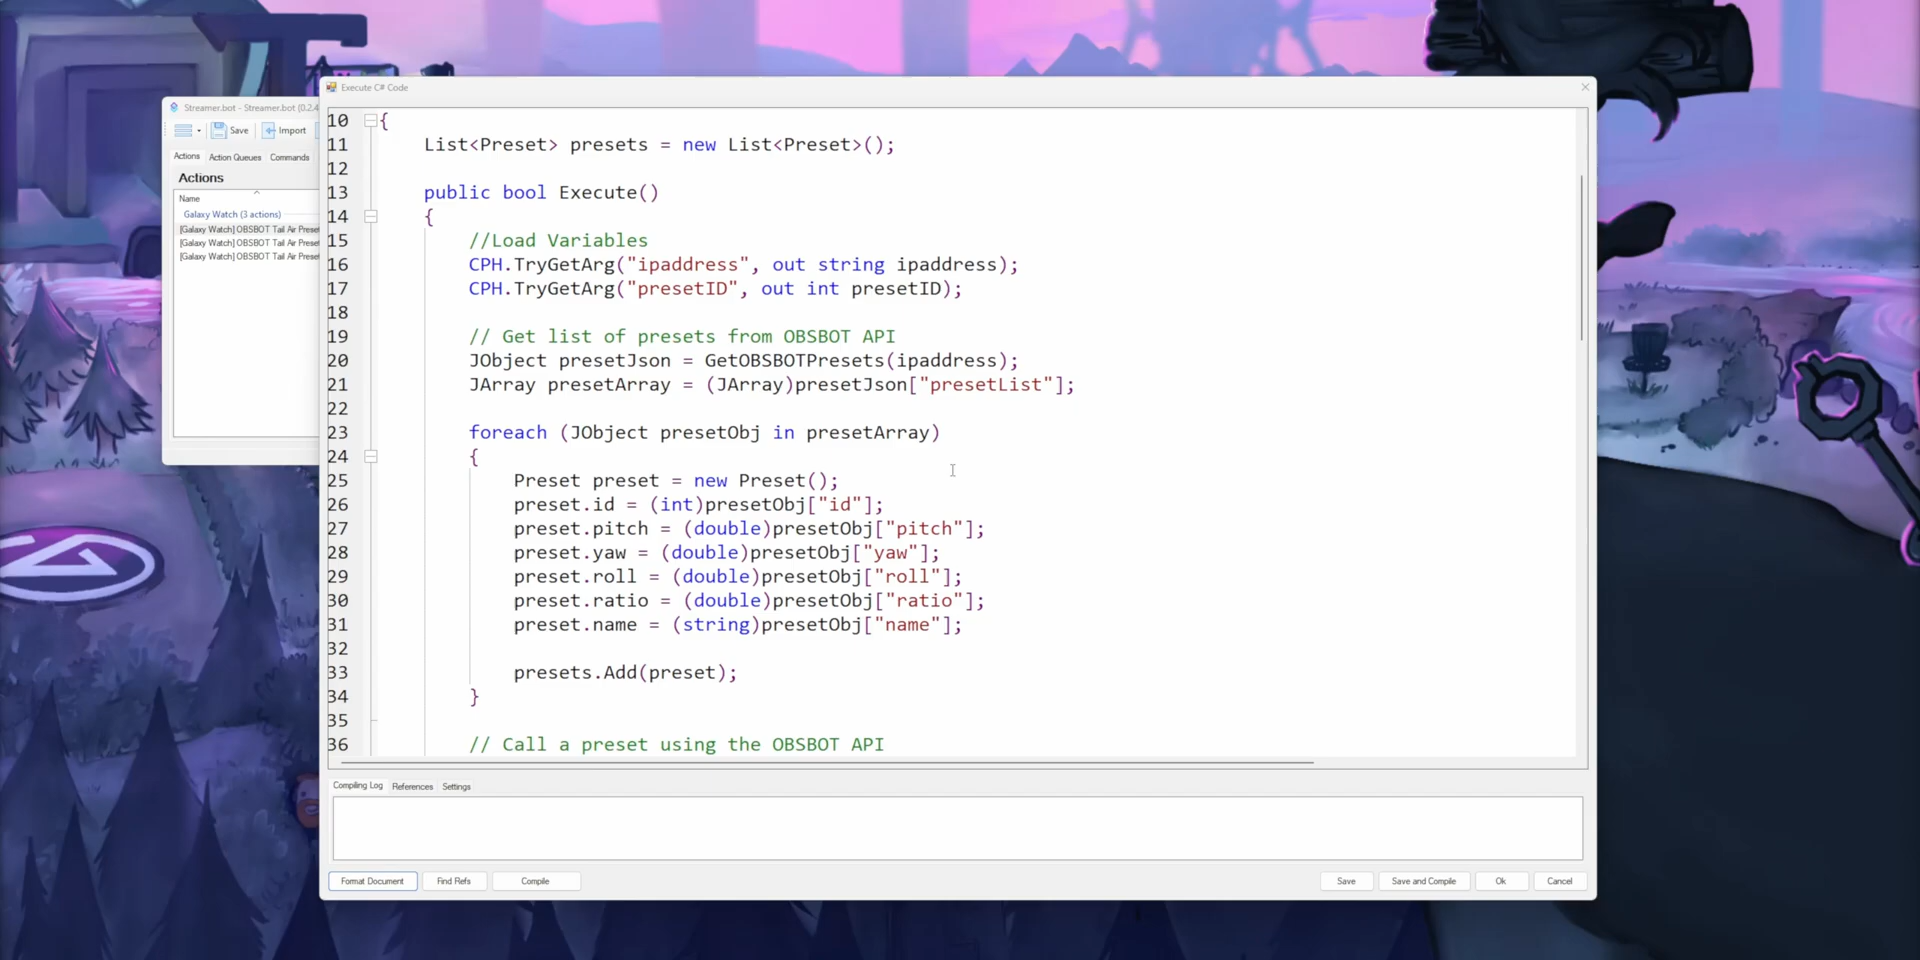 Streamer.bot - Streamer.bot (0.2.4
Save
Import
Actions
Action Queues
Commands
Actions
Name
Galaxy Watch (3 actions)
[Galaxy Watch] OBSBOT Tail Air Prese
[Galaxy Watch] OBSBOT Tail Air Prese
[Galaxy Watch] OBSBOT Tail Air Prese
Execute C# Code
10 {
11 List<Preset> presets = new List<Preset>();
12
13 public bool Execute()
14 {
15 //Load Variables
16 CPH.TryGetArg("ipaddress", out string ipaddress);
17 CPH.TryGetArg("presetID", out int presetID);
18
19 // Get list of presets from OBSBOT API
20 JObject presetJson = GetOBSBOTPresets(ipaddress);
21 JArray presetArray = (JArray)presetJson["presetList"];
22
23 foreach (JObject presetObj in presetArray)
24 {
25 Preset preset = new Preset();
26 preset.id = (int)presetObj["id"];
27 preset.pitch = (double)presetObj["pitch"];
28 preset.yaw = (double)presetObj["yaw"];
29 preset.roll = (double)presetObj["roll"];
30 preset.ratio = (double)presetObj["ratio"];
31 preset.name = (string)presetObj["name"];
32
33 presets.Add(preset);
34 }
35
36 // Call a preset using the OBSBOT API
Compiling Log
References
Settings
Format Document
Find Refs
Compile
Save
Save and Compile
Ok
Cancel